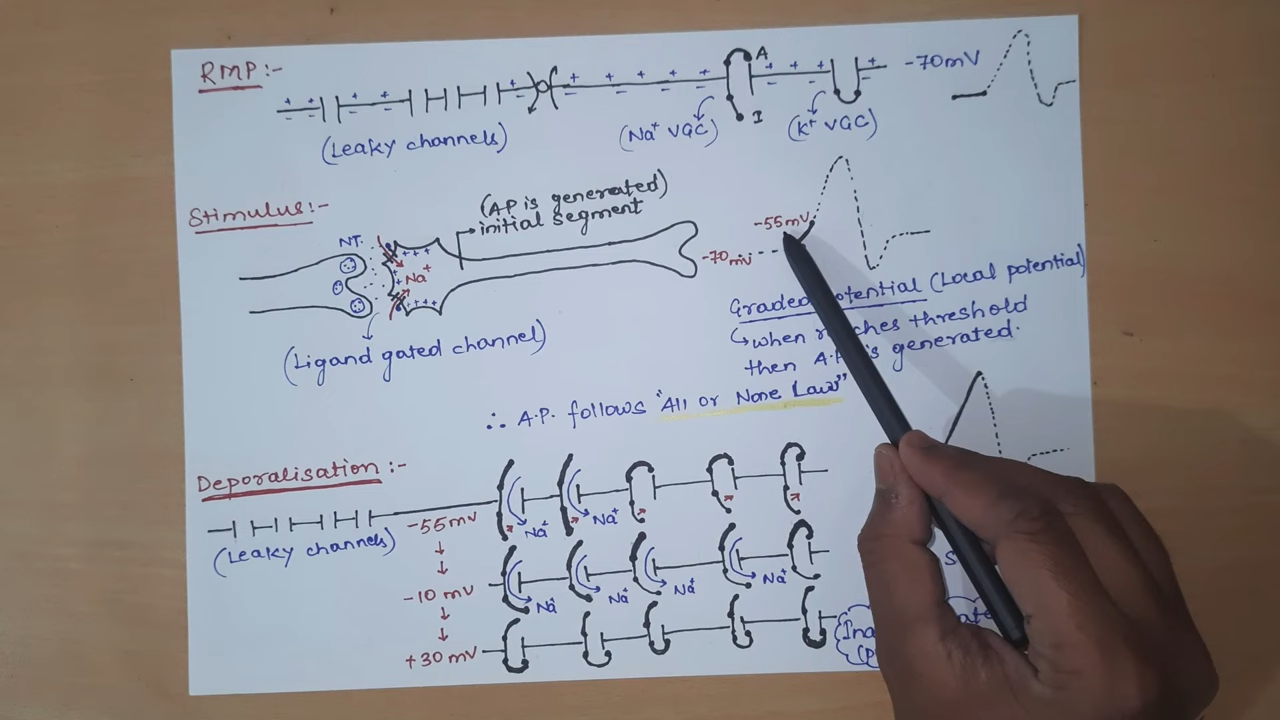 RMP:-
A
-70mV
I
(Leaky channels)
(Na⁺ VGC)
(K⁺ VGC)
Stimulus:-
(AP is generated)
initial segment
NT.
Na⁺
-55mV
-70mV
(Ligand gated channel)
Graded Potential (Local potential)
↳when reaches threshold
then A.P. is generated.
∴ A.P. follows "All or None Law"
Deporalisation :-
(Leaky channels)
-55mV
Na⁺ Na⁺
-10 mV
Na⁺ Na⁺ Na⁺ Na⁺
+30 mV